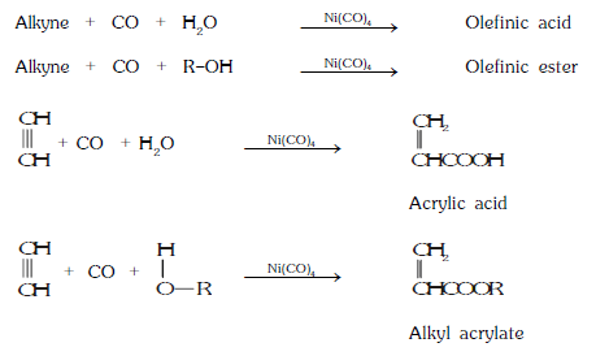 Alkyne + CO + H₂O Ni(CO)₄ Olefinic acid
Alkyne + CO + R-OH Ni(CO)₄ Olefinic ester
CH CH₂
||| + CO + H₂O Ni(CO)₄ ||
CH CHCOOH
Acrylic acid
CH H CH₂
||| + CO + | Ni(CO)₄ ||
CH O—R CHCOOR
Alkyl acrylate